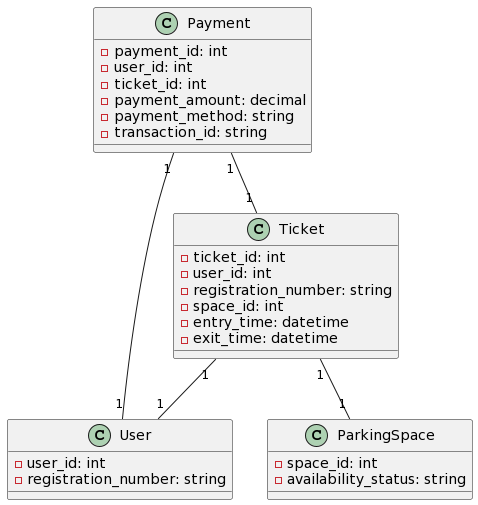 C Payment
payment_id: int
user_id: int
ticket_id: int
payment_amount: decimal
payment_method: string
transaction_id: string
1 1
1
C Ticket
ticket_id: int
user_id: int
registration_number: string
space_id: int
entry_time: datetime
exit_time: datetime
1 1
1 1 1
C User
user_id: int
registration_number: string
C ParkingSpace
space_id: int
availability_status: string